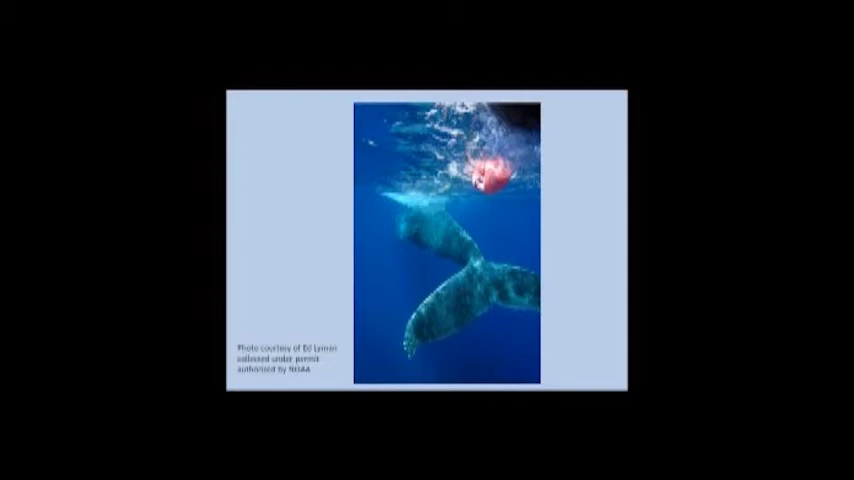 Photo courtesy of Ed Lyman
collected under permit
authorized by NOAA